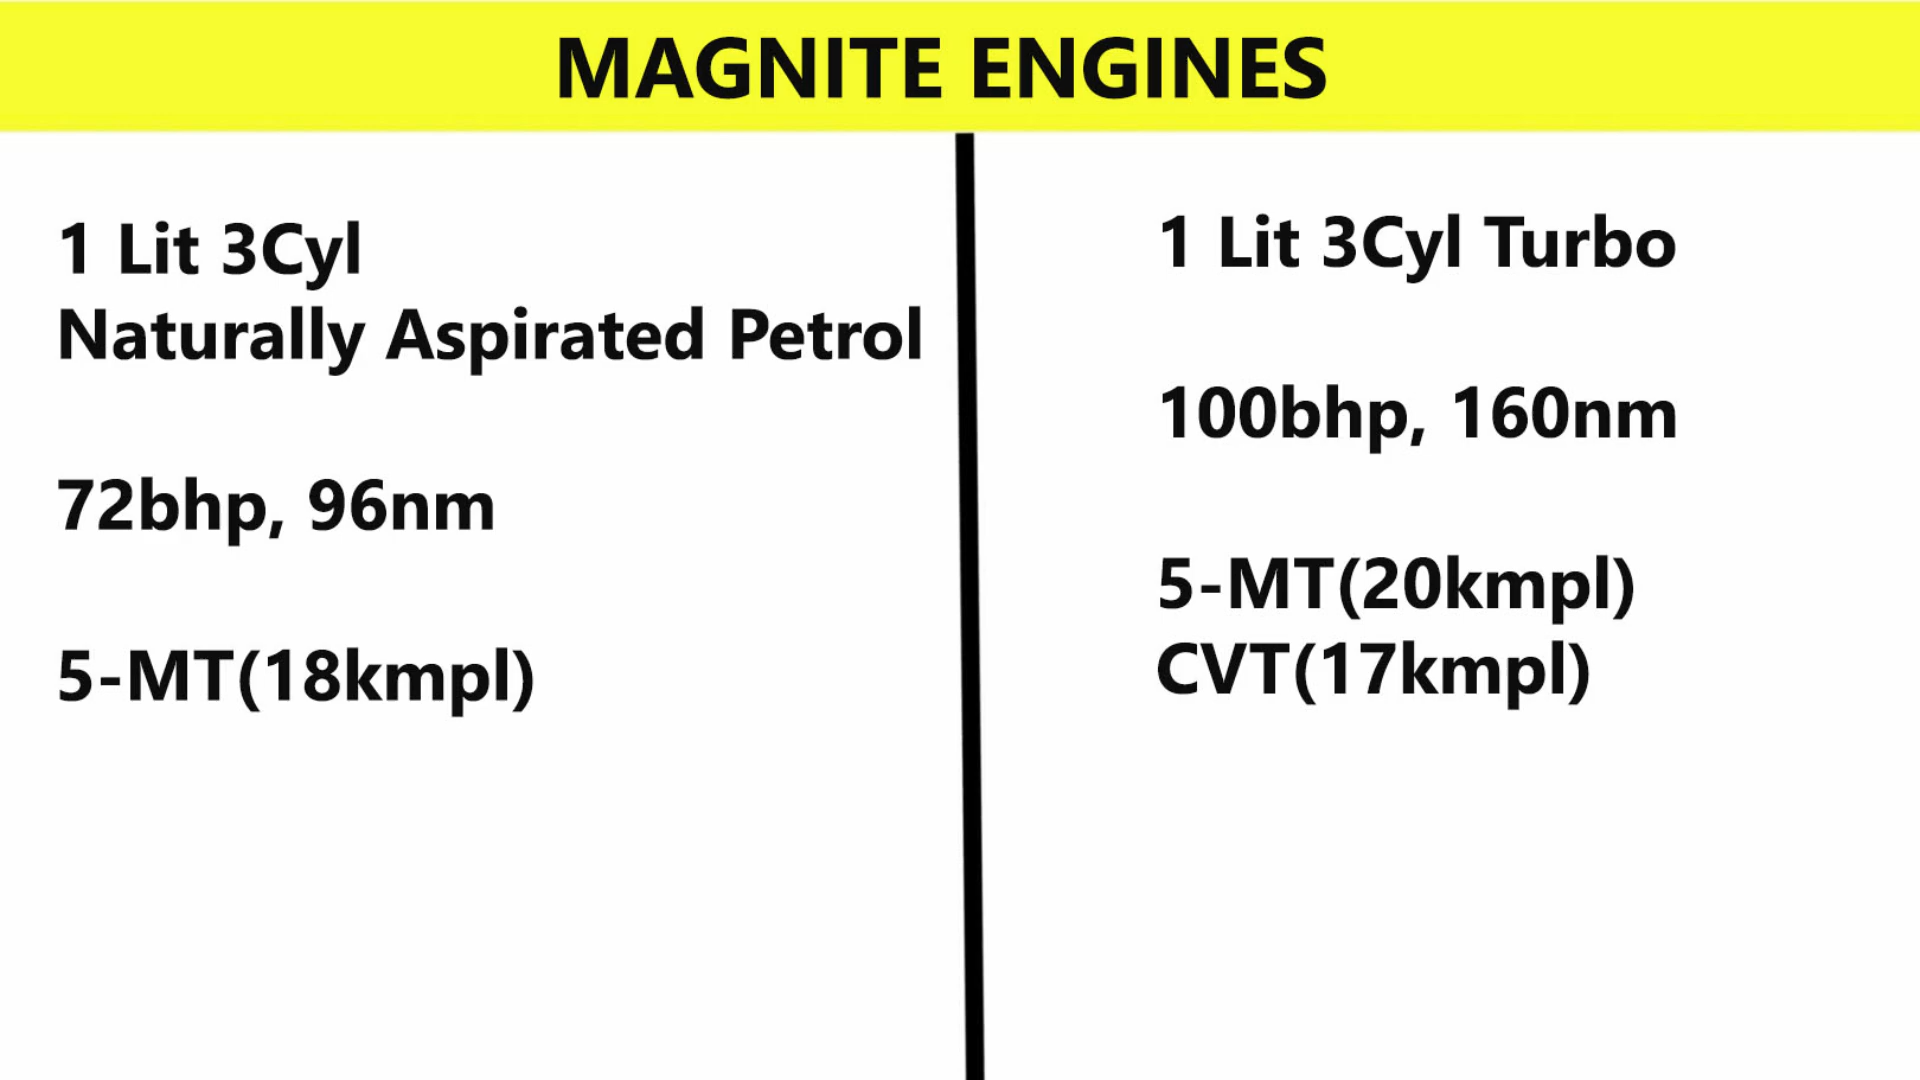 MAGNITE ENGINES
1 Lit 3Cyl
Naturally Aspirated Petrol
72bhp, 96nm
5-MT(18kmpl)
1 Lit 3Cyl Turbo
100bhp, 160nm
5-MT(20kmpl)
CVT(17kmpl)